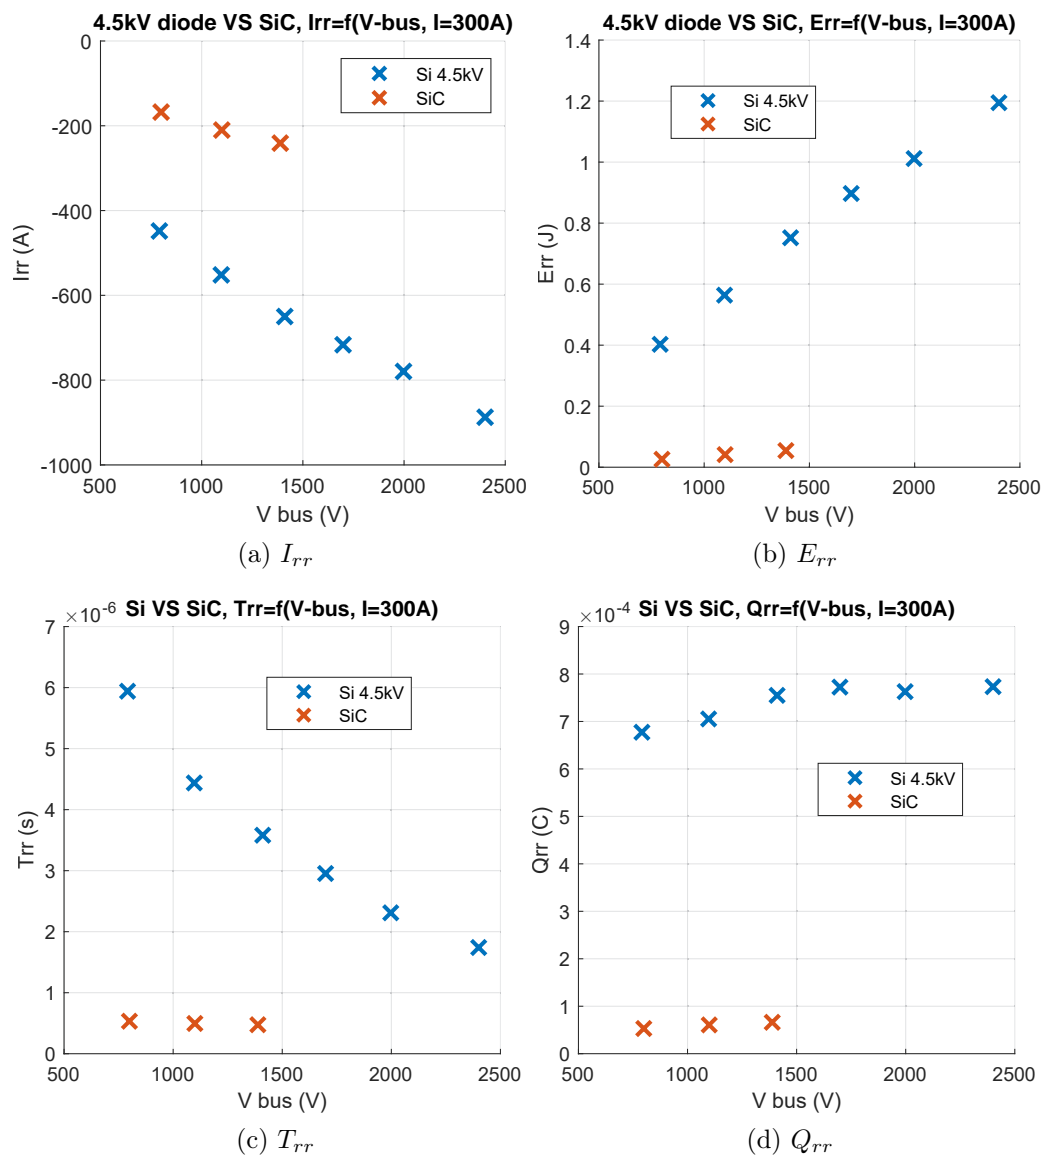 4.5kV diode VS SiC, Irr=f(V-bus, I=300A)
0
-200
-400
-600
-800
-1000
Irr (A)
Si 4.5kV
SiC
500 1000 1500 2000 2500
V bus (V)
(a) Irr
4.5kV diode VS SiC, Err=f(V-bus, I=300A)
1.4
1.2
1
0.8
0.6
0.4
0.2
0
Err (J)
Si 4.5kV
SiC
500 1000 1500 2000 2500
V bus (V)
(b) Err
×10-6
Si VS SiC, Trr=f(V-bus, I=300A)
7
6
5
4
3
2
1
0
Trr (s)
Si 4.5kV
SiC
500 1000 1500 2000 2500
V bus (V)
(c) Trr
×10-4
Si VS SiC, Qrr=f(V-bus, I=300A)
9
8
7
6
5
4
3
2
1
0
Qrr (C)
Si 4.5kV
SiC
500 1000 1500 2000 2500
V bus (V)
(d) Qrr